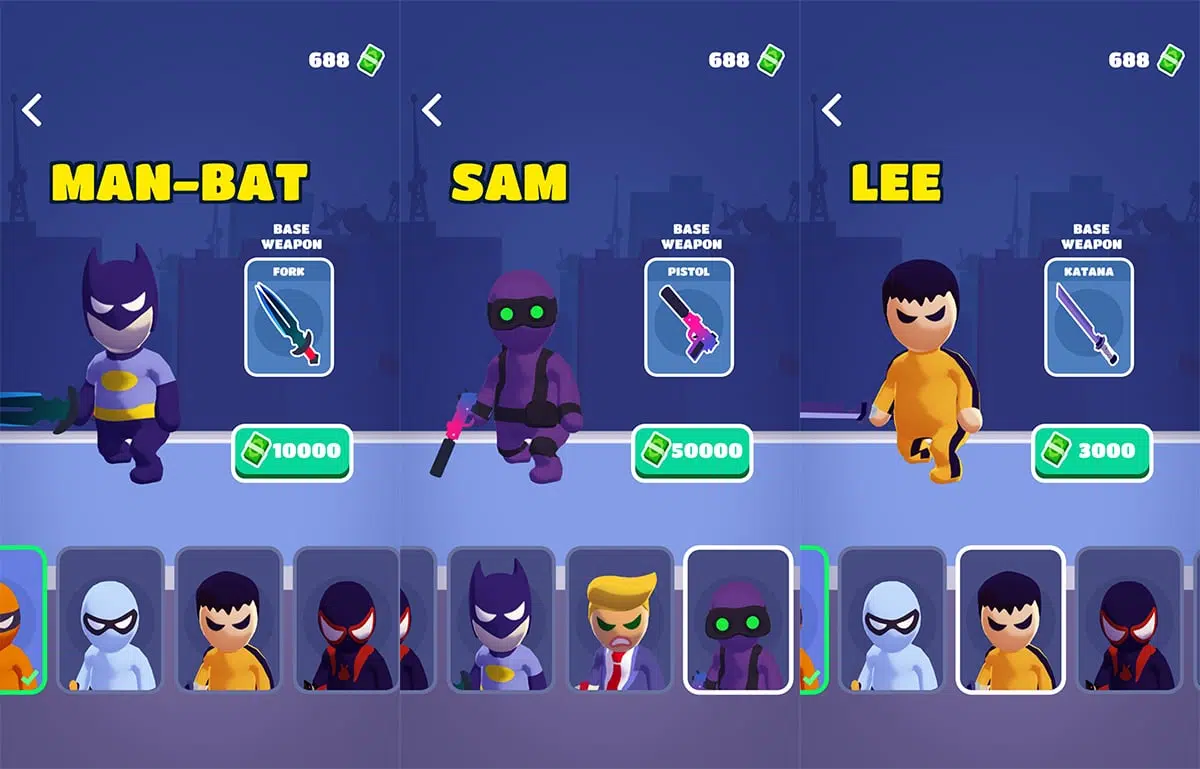 688
MAN-BAT
BASE
WEAPON
FORK
10000
688
SAM
BASE
WEAPON
PISTOL
50000
688
LEE
BASE
WEAPON
KATANA
3000